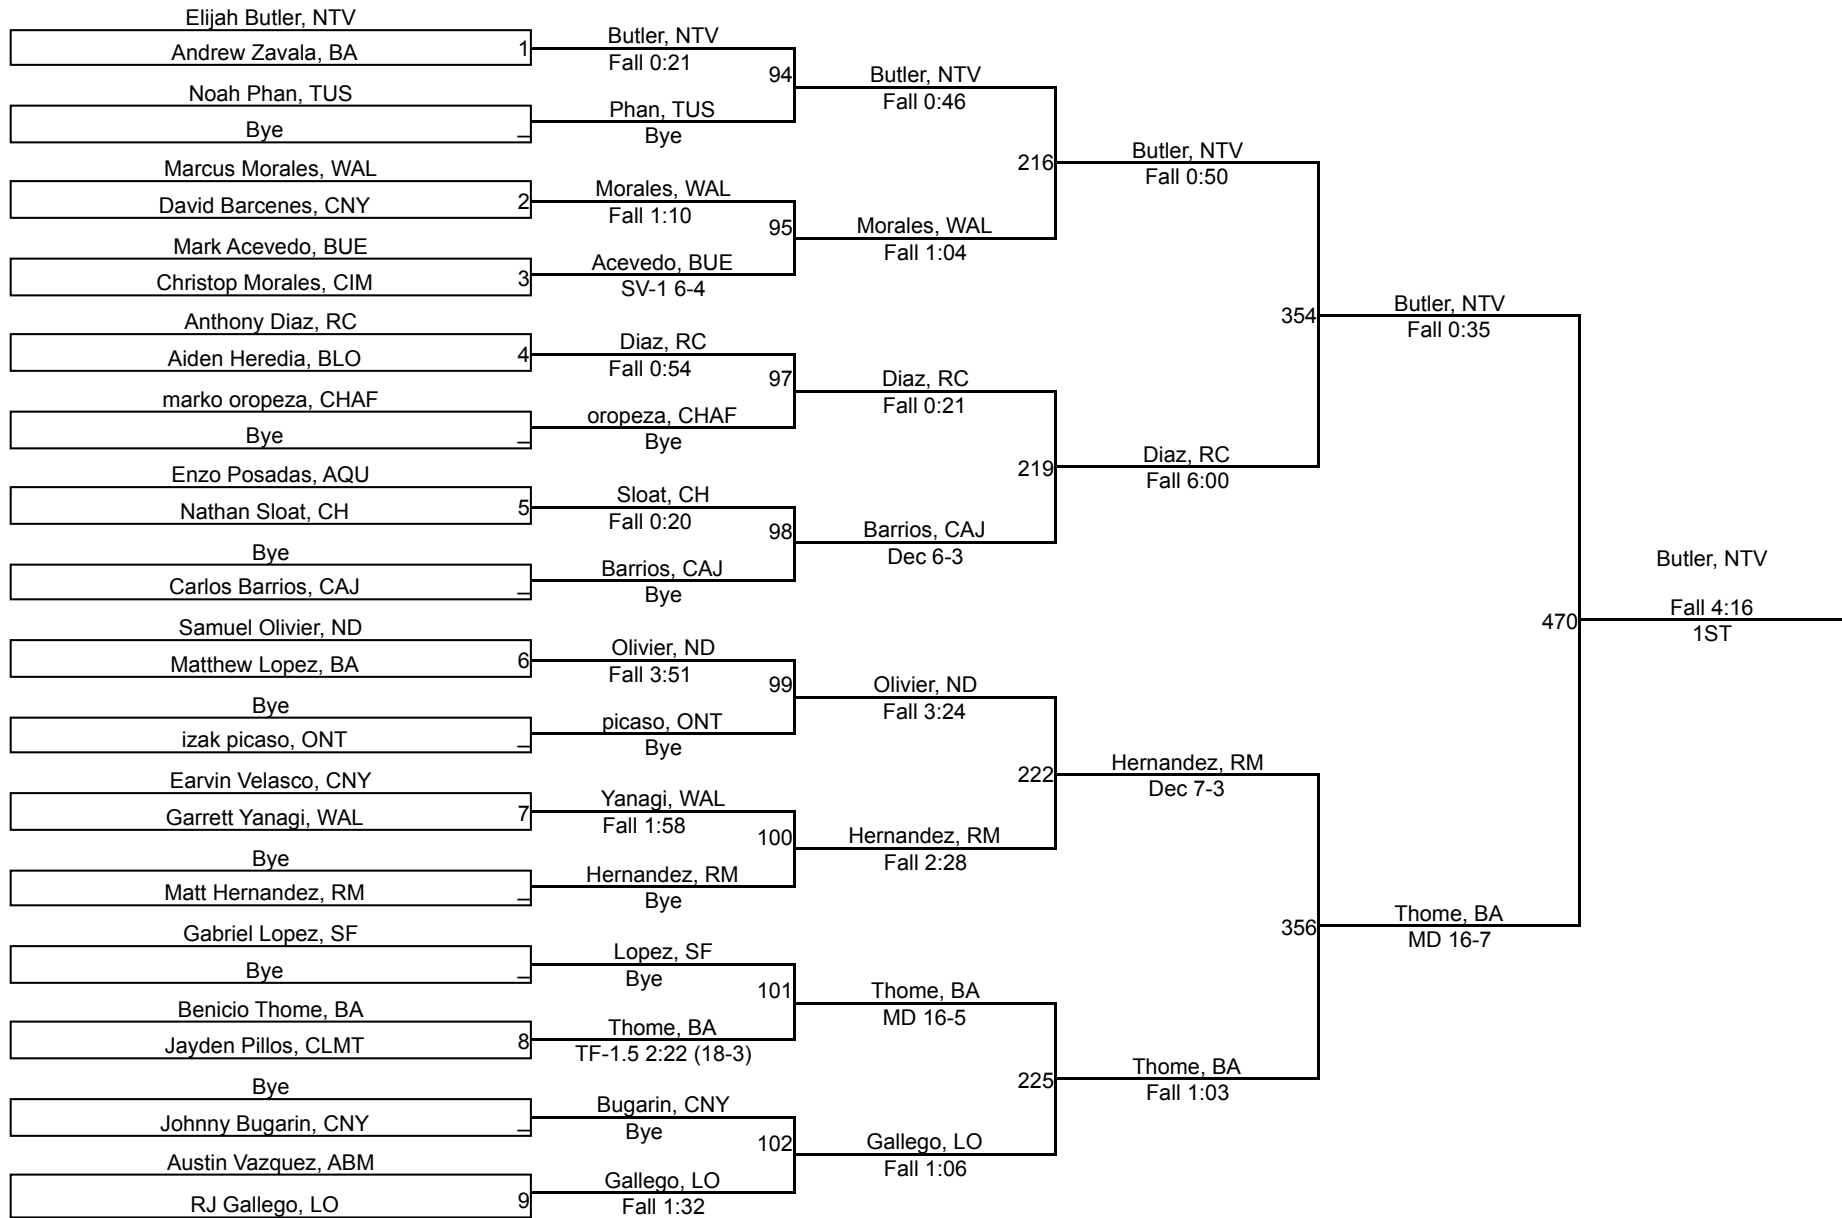 Elijah Butler, NTV
Andrew Zavala, BA
1
Noah Phan, TUS
Bye
_
Marcus Morales, WAL
David Barcenes, CNY
2
Mark Acevedo, BUE
Christop Morales, CIM
3
Anthony Diaz, RC
Aiden Heredia, BLO
4
marko oropeza, CHAF
Bye
_
Enzo Posadas, AQU
Nathan Sloat, CH
5
Bye
Carlos Barrios, CAJ
_
Samuel Olivier, ND
Matthew Lopez, BA
6
Bye
izak picaso, ONT
_
Earvin Velasco, CNY
Garrett Yanagi, WAL
7
Bye
Matt Hernandez, RM
_
Gabriel Lopez, SF
Bye
_
Benicio Thome, BA
Jayden Pillos, CLMT
8
Bye
Johnny Bugarin, CNY
_
Austin Vazquez, ABM
RJ Gallego, LO
9
Butler, NTV
Fall 0:21
94
Phan, TUS
Bye
Morales, WAL
Fall 1:10
95
Acevedo, BUE
SV-1 6-4
Diaz, RC
Fall 0:54
97
oropeza, CHAF
Bye
Sloat, CH
Fall 0:20
98
Barrios, CAJ
Bye
Olivier, ND
Fall 3:51
99
picaso, ONT
Bye
Yanagi, WAL
Fall 1:58
100
Hernandez, RM
Bye
Lopez, SF
Bye
101
Thome, BA
TF-1.5 2:22 (18-3)
Bugarin, CNY
Bye
102
Gallego, LO
Fall 1:32
Butler, NTV
Fall 0:46
216
Morales, WAL
Fall 1:04
Diaz, RC
Fall 0:21
219
Barrios, CAJ
Dec 6-3
Olivier, ND
Fall 3:24
222
Hernandez, RM
Fall 2:28
Thome, BA
MD 16-5
225
Gallego, LO
Fall 1:06
Butler, NTV
Fall 0:50
354
Diaz, RC
Fall 6:00
Hernandez, RM
Dec 7-3
356
Thome, BA
Fall 1:03
Butler, NTV
Fall 0:35
470
Thome, BA
MD 16-7
Butler, NTV
Fall 4:16
1ST